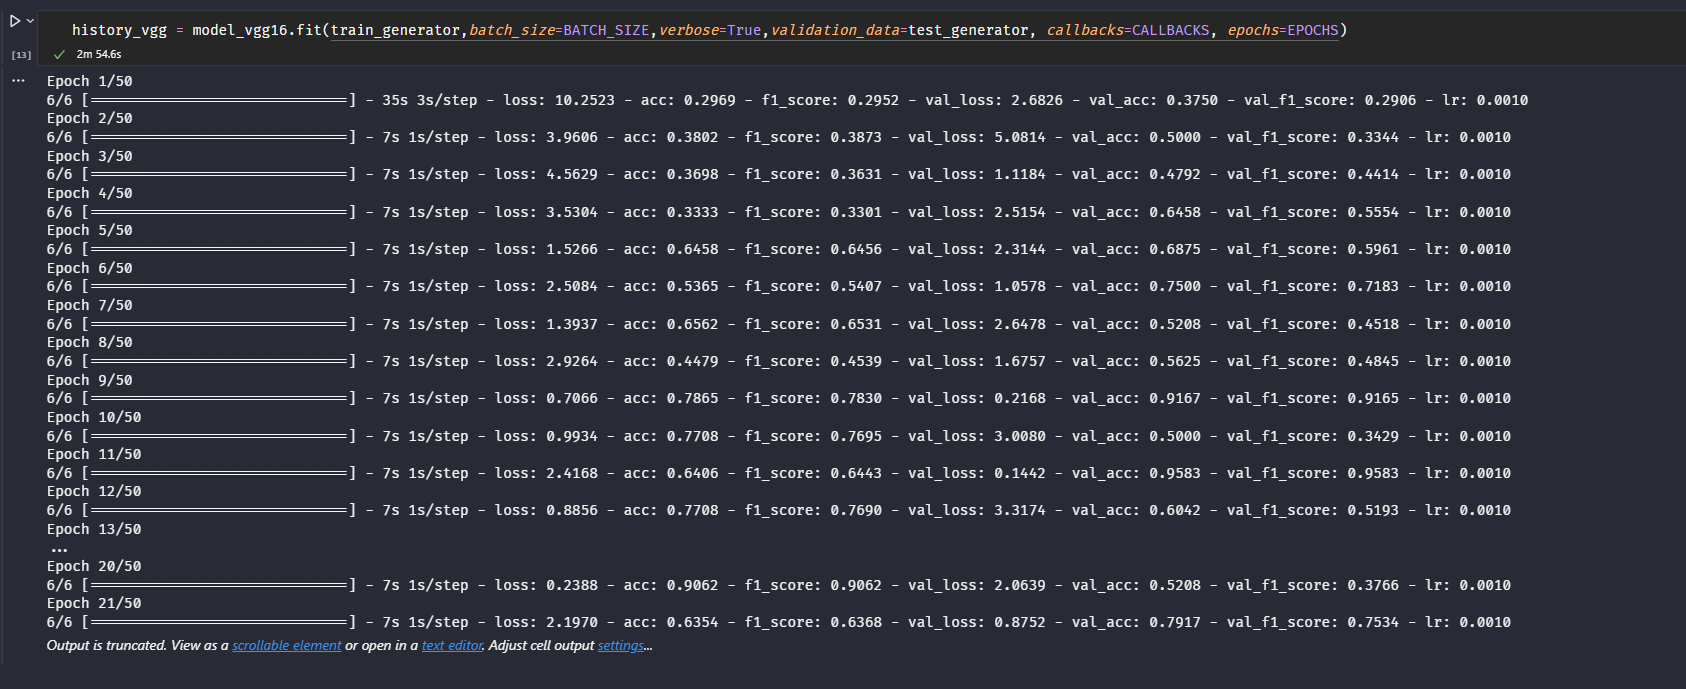 history_vgg = model_vgg16.fit(train_generator,batch_size=BATCH_SIZE,verbose=True,validation_data=test_generator, callbacks=CALLBACKS, epochs=EPOCHS)
[13] ✓ 2m 54.6s
... Epoch 1/50
6/6 [==============================] - 35s 3s/step - loss: 10.2523 - acc: 0.2969 - f1_score: 0.2952 - val_loss: 2.6826 - val_acc: 0.3750 - val_f1_score: 0.2906 - lr: 0.0010
Epoch 2/50
6/6 [==============================] - 7s 1s/step - loss: 3.9606 - acc: 0.3802 - f1_score: 0.3873 - val_loss: 5.0814 - val_acc: 0.5000 - val_f1_score: 0.3344 - lr: 0.0010
Epoch 3/50
6/6 [==============================] - 7s 1s/step - loss: 4.5629 - acc: 0.3698 - f1_score: 0.3631 - val_loss: 1.1184 - val_acc: 0.4792 - val_f1_score: 0.4414 - lr: 0.0010
Epoch 4/50
6/6 [==============================] - 7s 1s/step - loss: 3.5304 - acc: 0.3333 - f1_score: 0.3301 - val_loss: 2.5154 - val_acc: 0.6458 - val_f1_score: 0.5554 - lr: 0.0010
Epoch 5/50
6/6 [==============================] - 7s 1s/step - loss: 1.5266 - acc: 0.6458 - f1_score: 0.6456 - val_loss: 2.3144 - val_acc: 0.6875 - val_f1_score: 0.5961 - lr: 0.0010
Epoch 6/50
6/6 [==============================] - 7s 1s/step - loss: 2.5084 - acc: 0.5365 - f1_score: 0.5407 - val_loss: 1.0578 - val_acc: 0.7500 - val_f1_score: 0.7183 - lr: 0.0010
Epoch 7/50
6/6 [==============================] - 7s 1s/step - loss: 1.3937 - acc: 0.6562 - f1_score: 0.6531 - val_loss: 2.6478 - val_acc: 0.5208 - val_f1_score: 0.4518 - lr: 0.0010
Epoch 8/50
6/6 [==============================] - 7s 1s/step - loss: 2.9264 - acc: 0.4479 - f1_score: 0.4539 - val_loss: 1.6757 - val_acc: 0.5625 - val_f1_score: 0.4845 - lr: 0.0010
Epoch 9/50
6/6 [==============================] - 7s 1s/step - loss: 0.7066 - acc: 0.7865 - f1_score: 0.7830 - val_loss: 0.2168 - val_acc: 0.9167 - val_f1_score: 0.9165 - lr: 0.0010
Epoch 10/50
6/6 [==============================] - 7s 1s/step - loss: 0.9934 - acc: 0.7708 - f1_score: 0.7695 - val_loss: 3.0080 - val_acc: 0.5000 - val_f1_score: 0.3429 - lr: 0.0010
Epoch 11/50
6/6 [==============================] - 7s 1s/step - loss: 2.4168 - acc: 0.6406 - f1_score: 0.6443 - val_loss: 0.1442 - val_acc: 0.9583 - val_f1_score: 0.9583 - lr: 0.0010
Epoch 12/50
6/6 [==============================] - 7s 1s/step - loss: 0.8856 - acc: 0.7708 - f1_score: 0.7690 - val_loss: 3.3174 - val_acc: 0.6042 - val_f1_score: 0.5193 - lr: 0.0010
Epoch 13/50
...
Epoch 20/50
6/6 [==============================] - 7s 1s/step - loss: 0.2388 - acc: 0.9062 - f1_score: 0.9062 - val_loss: 2.0639 - val_acc: 0.5208 - val_f1_score: 0.3766 - lr: 0.0010
Epoch 21/50
6/6 [==============================] - 7s 1s/step - loss: 2.1970 - acc: 0.6354 - f1_score: 0.6368 - val_loss: 0.8752 - val_acc: 0.7917 - val_f1_score: 0.7534 - lr: 0.0010
Output is truncated. View as a scrollable element or open in a text editor. Adjust cell output settings...